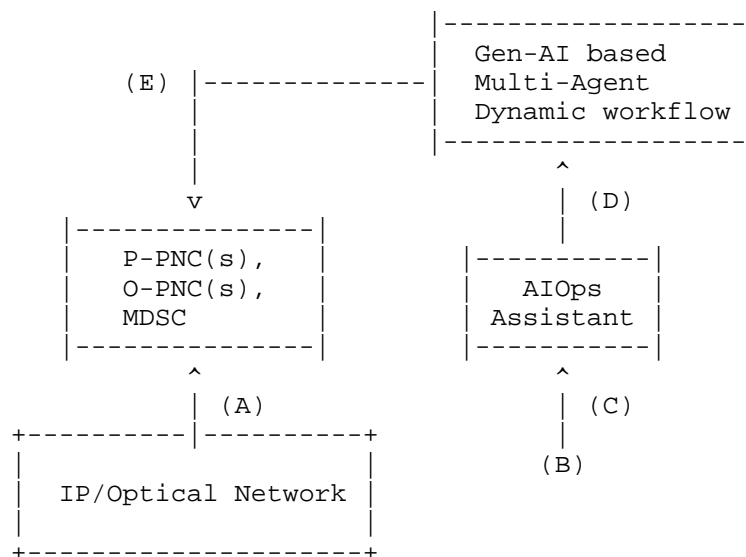 Gen-AI based
(E) Multi-Agent
Dynamic workflow
(D)
P-PNC(s),
O-PNC(s), AIOps
MDSC Assistant
(A) (C)
(B)
IP/Optical Network